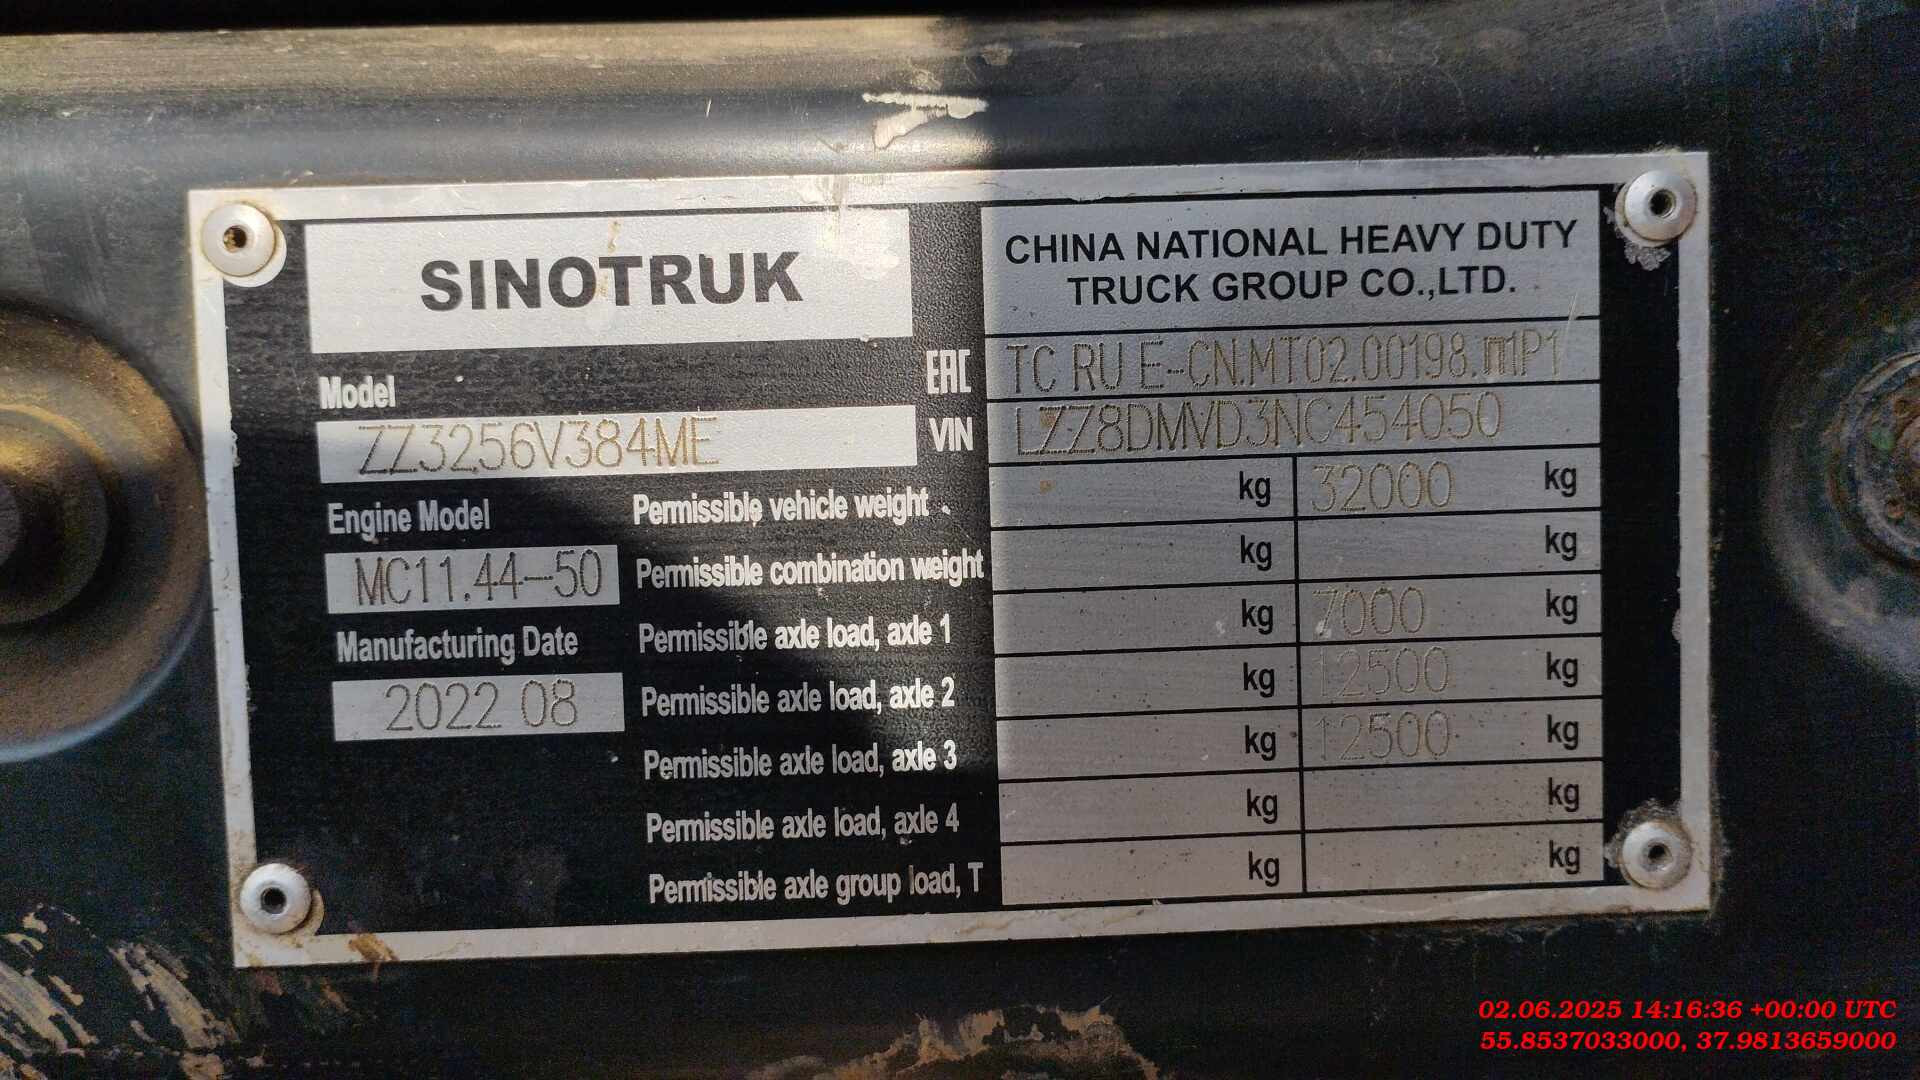 SINOTRUK
CHINA NATIONAL HEAVY DUTY
TRUCK GROUP CO.,LTD.
EAC TC RU E-CN.MT02.00198.П1Р1
Model
ZZ3256V384ME
VIN LZZ8DMVD3NC454050
Engine Model
MC11.44-50
Manufacturing Date
2022 08
Permissible vehicle weight kg 32000 kg
Permissible combination weight kg kg
Permissible axle load, axle 1 kg 7000 kg
Permissible axle load, axle 2 kg 12500 kg
Permissible axle load, axle 3 kg 12500 kg
Permissible axle load, axle 4 kg kg
Permissible axle group load, T kg kg
02.06.2025 14:16:36 +00:00 UTC
55.8537033000, 37.9813659000